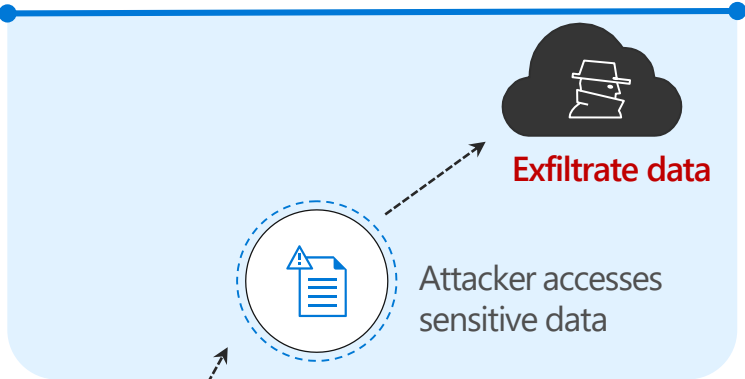 Exfiltrate data
Attacker accesses
sensitive data